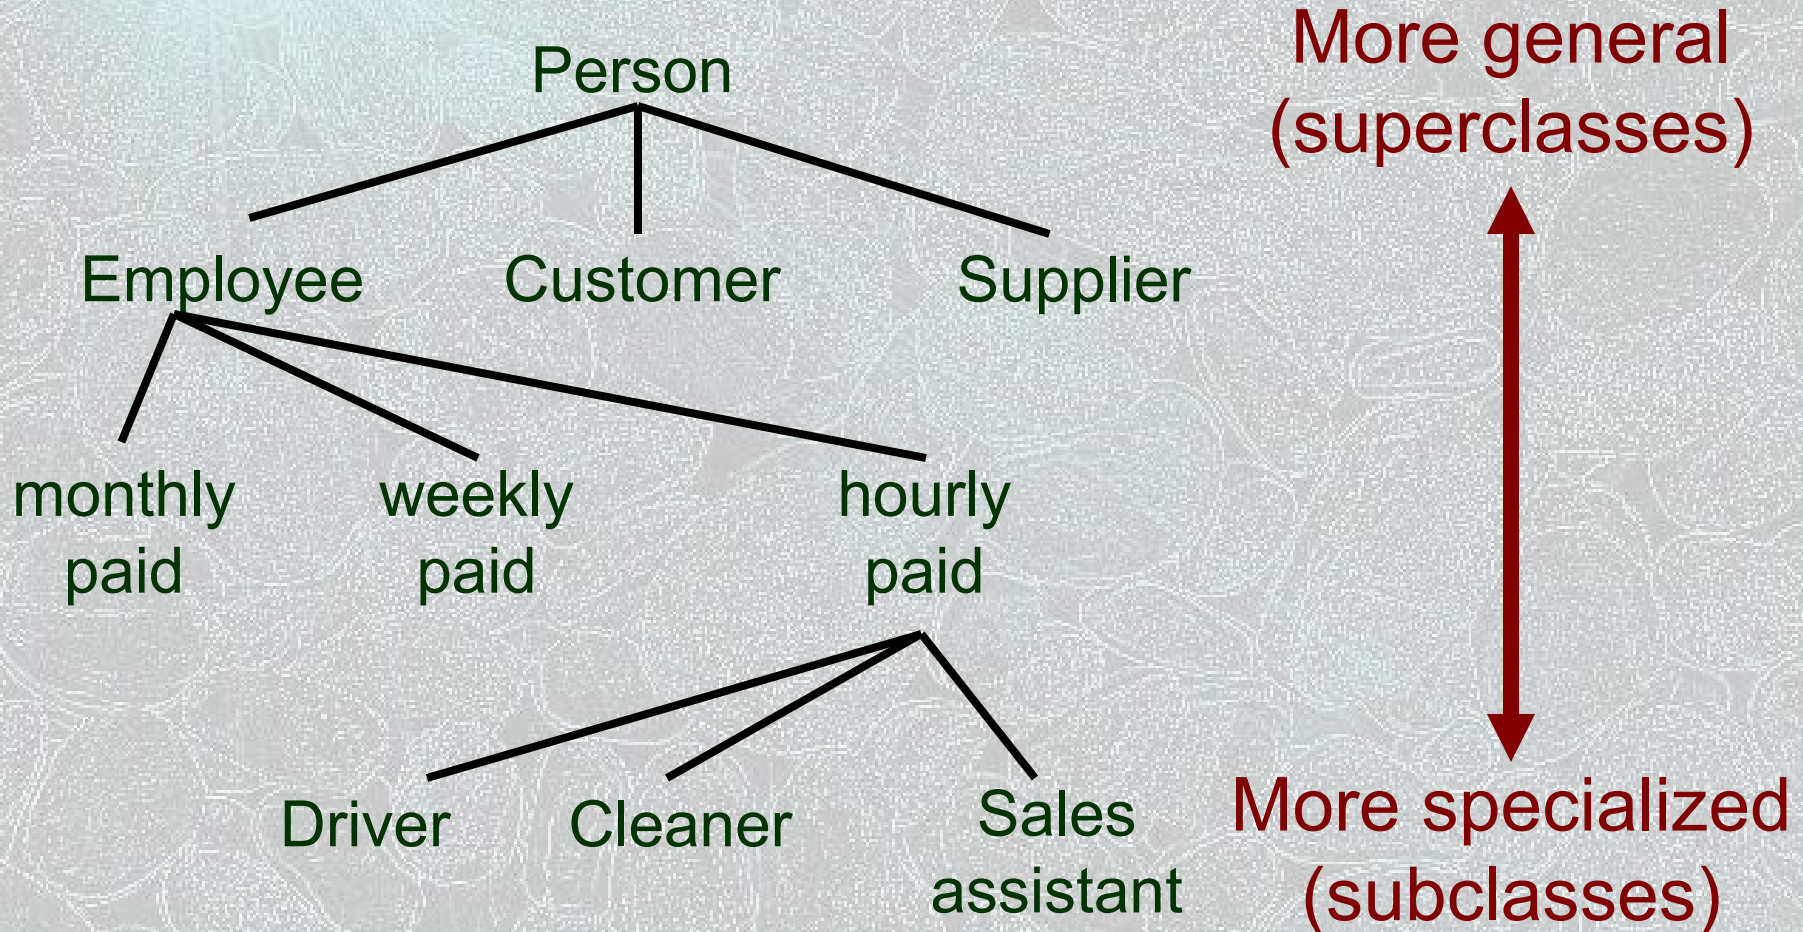 Person
Employee
Customer
Supplier
monthly
paid
weekly
paid
hourly
paid
Driver
Cleaner
Sales
assistant
More general
(superclasses)
More specialized
(subclasses)